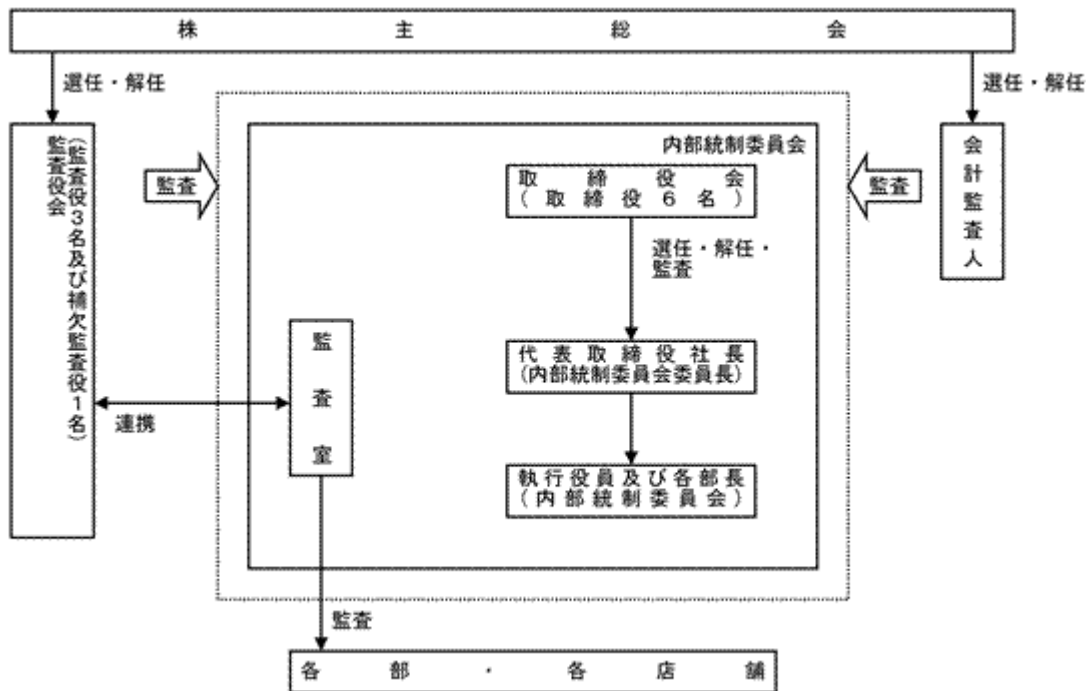 株主総会
選任・解任
選任・解任
監査役会
(監査役3名及び補欠監査役1名)
監査
内部統制委員会
取締役会
(取締役6名)
監査
会計監査人
選任・解任・
監査
監査室
代表取締役社長
(内部統制委員会委員長)
連携
執行役員及び各部長
(内部統制委員会)
監査
各部・各店舗